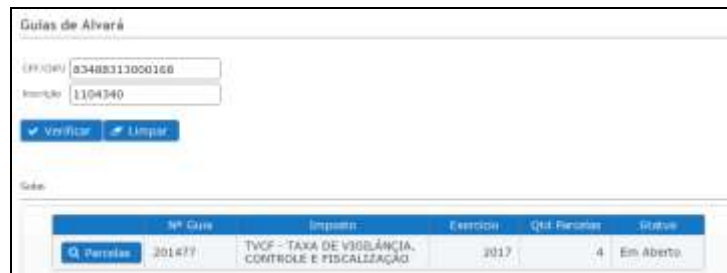 Guias de Alvará
CPF/CNPJ 83488313000168
Inscrição 1104340
Verificar Limpar
Guias
Nº Guia Imposto Exercício Qtd Parcelas Status
Parcelas 201477 TVCF - TAXA DE VIGILÂNCIA, CONTROLE E FISCALIZAÇÃO 2017 4 Em Aberto